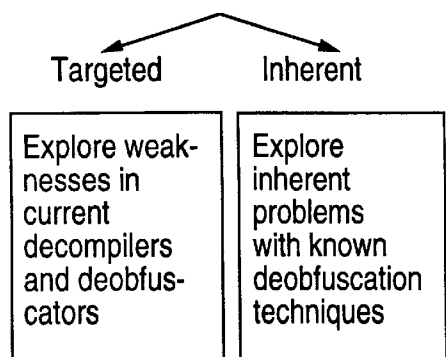 Targeted Inherent
Explore weak-
nesses in
current
decompilers
and deobfus-
cators
Explore
inherent
problems
with known
deobfuscation
techniques